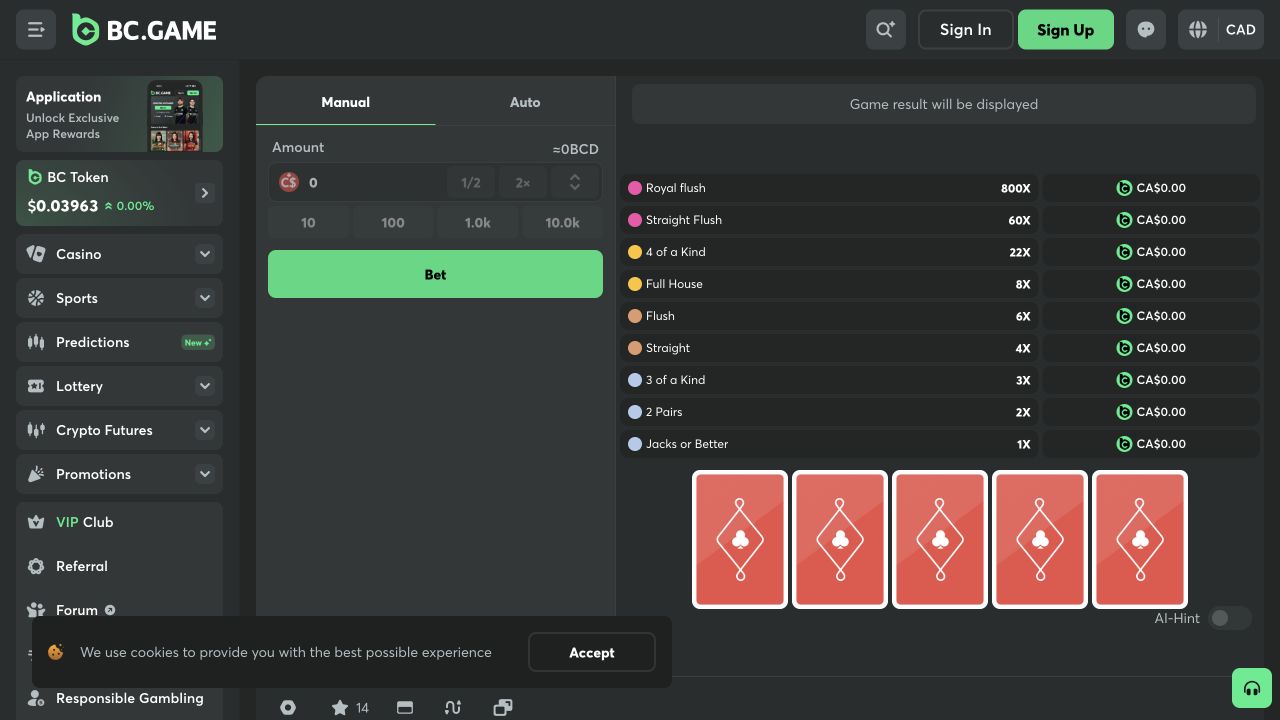 BC.GAME
Sign In
Sign Up
CAD
Application
Unlock Exclusive
App Rewards
BC Token
$0.03963 0.00%
Casino
Sports
Predictions
New
Lottery
Crypto Futures
Promotions
VIP Club
Referral
Forum
Responsible Gambling
Manual
Auto
Amount
≈0BCD
C$ 0
1/2
2×
10
100
1.0k
10.0k
Bet
Game result will be displayed
Royal flush 800X CA$0.00
Straight Flush 60X CA$0.00
4 of a Kind 22X CA$0.00
Full House 8X CA$0.00
Flush 6X CA$0.00
Straight 4X CA$0.00
3 of a Kind 3X CA$0.00
2 Pairs 2X CA$0.00
Jacks or Better 1X CA$0.00
AI-Hint
We use cookies to provide you with the best possible experience
Accept
14